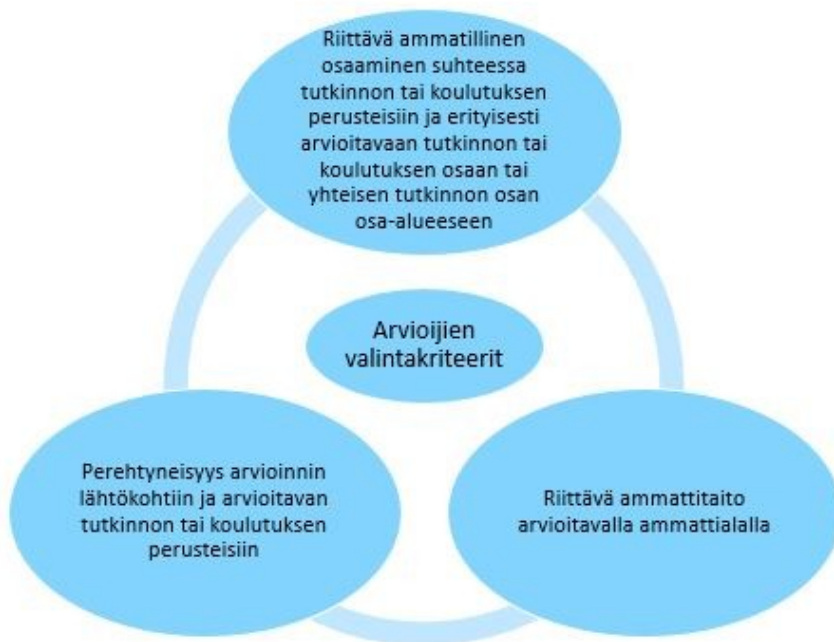 Riittävä ammatillinen
osaaminen suhteessa
tutkinnon tai koulutuksen
perusteisiin ja erityisesti
arvioitavaan tutkinnon tai
koulutuksen osaan tai
yhteisen tutkinnon osan
osa-alueeseen
Arvioijien
valintakriteerit
Perehtyneisyys arvioinnin
lähtökohtiin ja arvioitavan
tutkinnon tai koulutuksen
perusteisiin
Riittävä ammattitaito
arvioitavalla ammattialalla